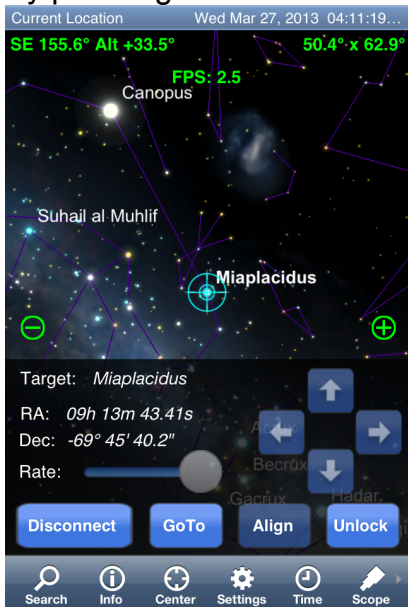 Current Location Wed Mar 27, 2013 04:11:19...
SE 155.6° Alt +33.5° 50.4° x 62.9°
FPS: 2.5
Canopus
Suhail al Muhlif
Miaplacidus
Target: Miaplacidus
RA: 09h 13m 43.41s
Dec: -69° 45' 40.2"
Rate:
Becrux
Gacrux Hadar
Disconnect GoTo Align Unlock
Search Info Center Settings Time Scope